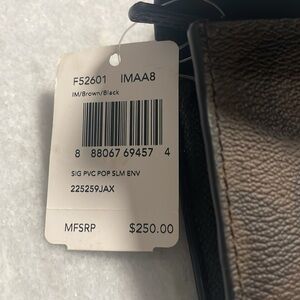 F52601 IMAA8
IM/Brown/Black
8 88067 69457 4
SIG PVC POP SLM ENV
225259JAX
MFSRP $250.00